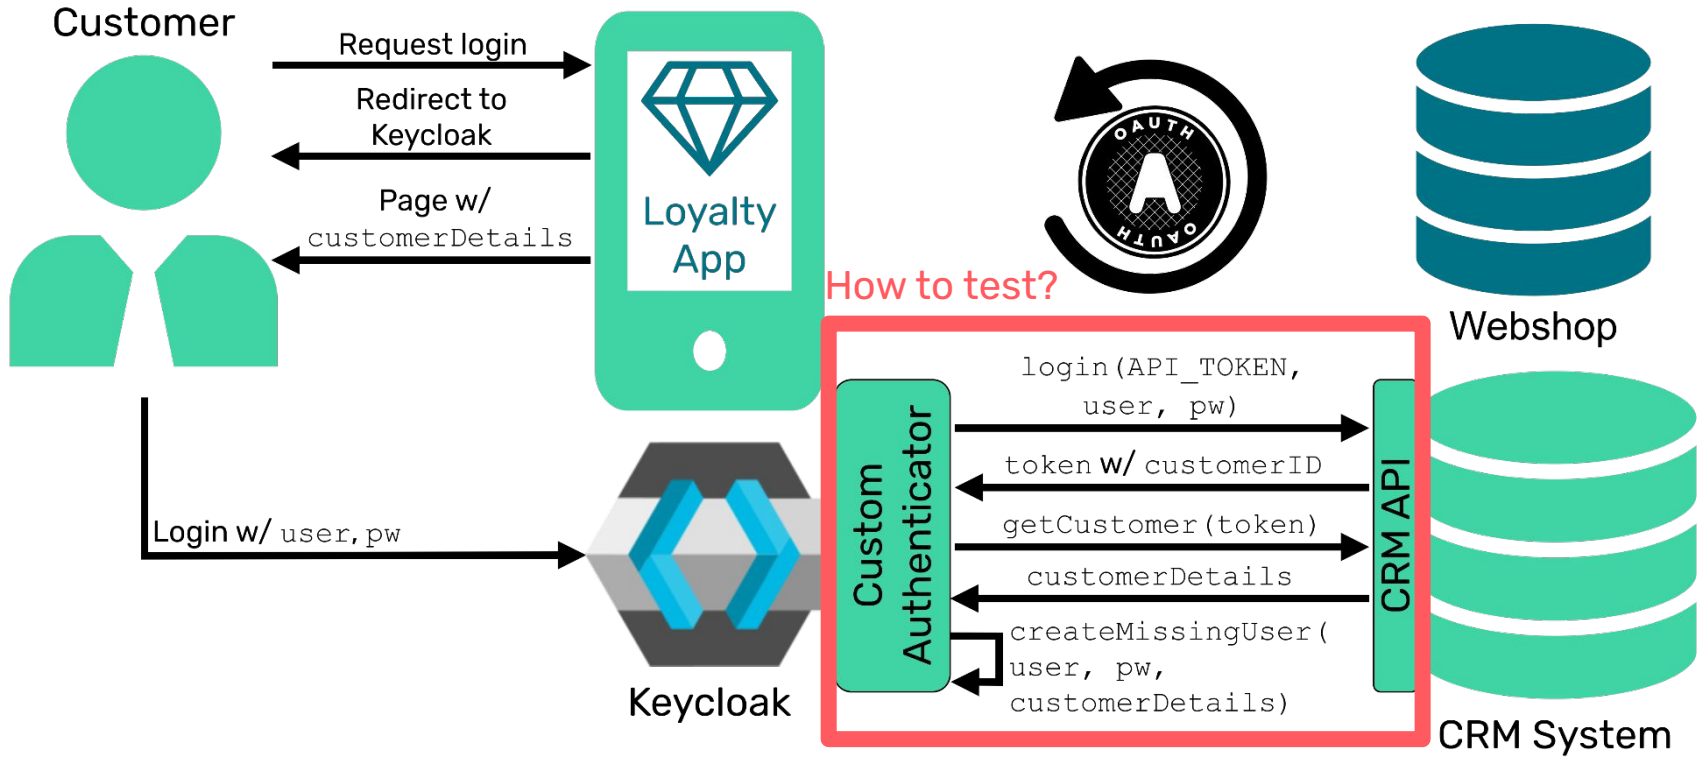 Customer
Request login
Redirect to
Keycloak
Page w/
customerDetails
Loyalty
App
OAUTH
A
OAUTH
Webshop
How to test?
Login w/ user, pw
Keycloak
Custom
Authenticator
login(API_TOKEN,
user, pw)
token w/ customerID
getCustomer(token)
customerDetails
createMissingUser(
user, pw,
customerDetails)
CRM API
CRM System